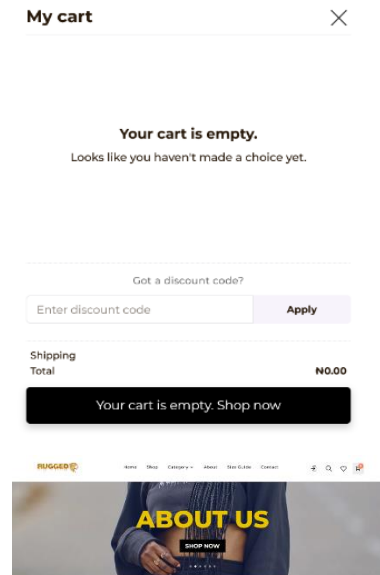 My cart
Your cart is empty.
Looks like you haven't made a choice yet.
Got a discount code?
Enter discount code
Apply
Shipping
Total ₦0.00
Your cart is empty. Shop now
RUGGED
Home Shop Category About Size Guide Contact
ABOUT US
SHOP NOW